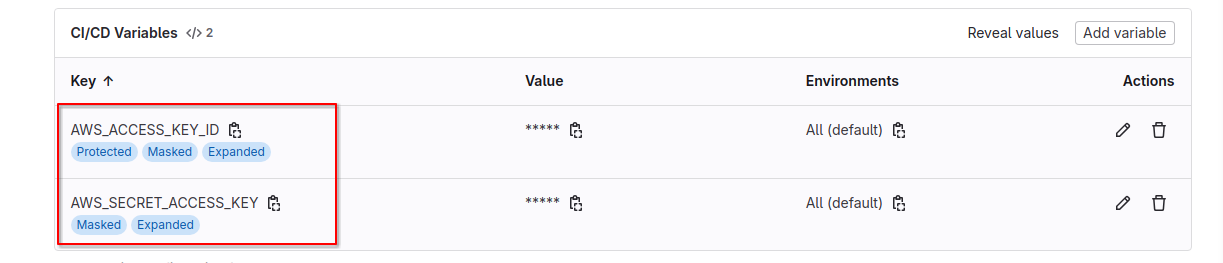 CI/CD Variables </> 2 Reveal values Add variable
Key ↑ Value Environments Actions
AWS_ACCESS_KEY_ID ***** All (default)
Protected Masked Expanded
AWS_SECRET_ACCESS_KEY ***** All (default)
Masked Expanded